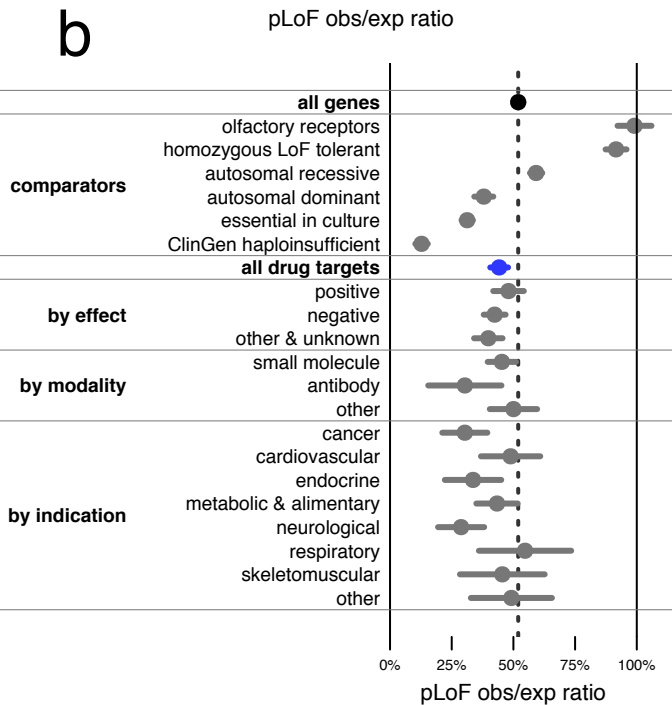 b
pLoF obs/exp ratio
all genes
comparators
olfactory receptors
homozygous LoF tolerant
autosomal recessive
autosomal dominant
essential in culture
ClinGen haploinsufficient
all drug targets
by effect
positive
negative
other & unknown
by modality
small molecule
antibody
other
by indication
cancer
cardiovascular
endocrine
metabolic & alimentary
neurological
respiratory
skeletomuscular
other
0% 25% 50% 75% 100%
pLoF obs/exp ratio